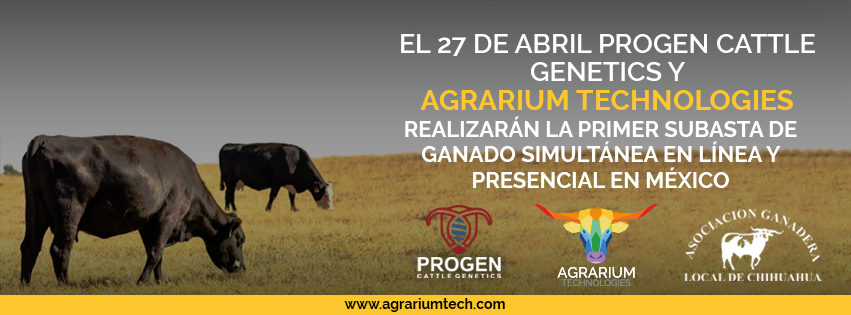 EL 27 DE ABRIL PROGEN CATTLE
GENETICS Y
AGRARIUM TECHNOLOGIES
REALIZARÁN LA PRIMER SUBASTA DE
GANADO SIMULTÁNEA EN LÍNEA Y
PRESENCIAL EN MÉXICO
PROGEN
CATTLE GENETICS
AGRARIUM
TECHNOLOGIES
ASOCIACION GANADERA
LOCAL DE CHIHUAHUA
www.agrariumtech.com